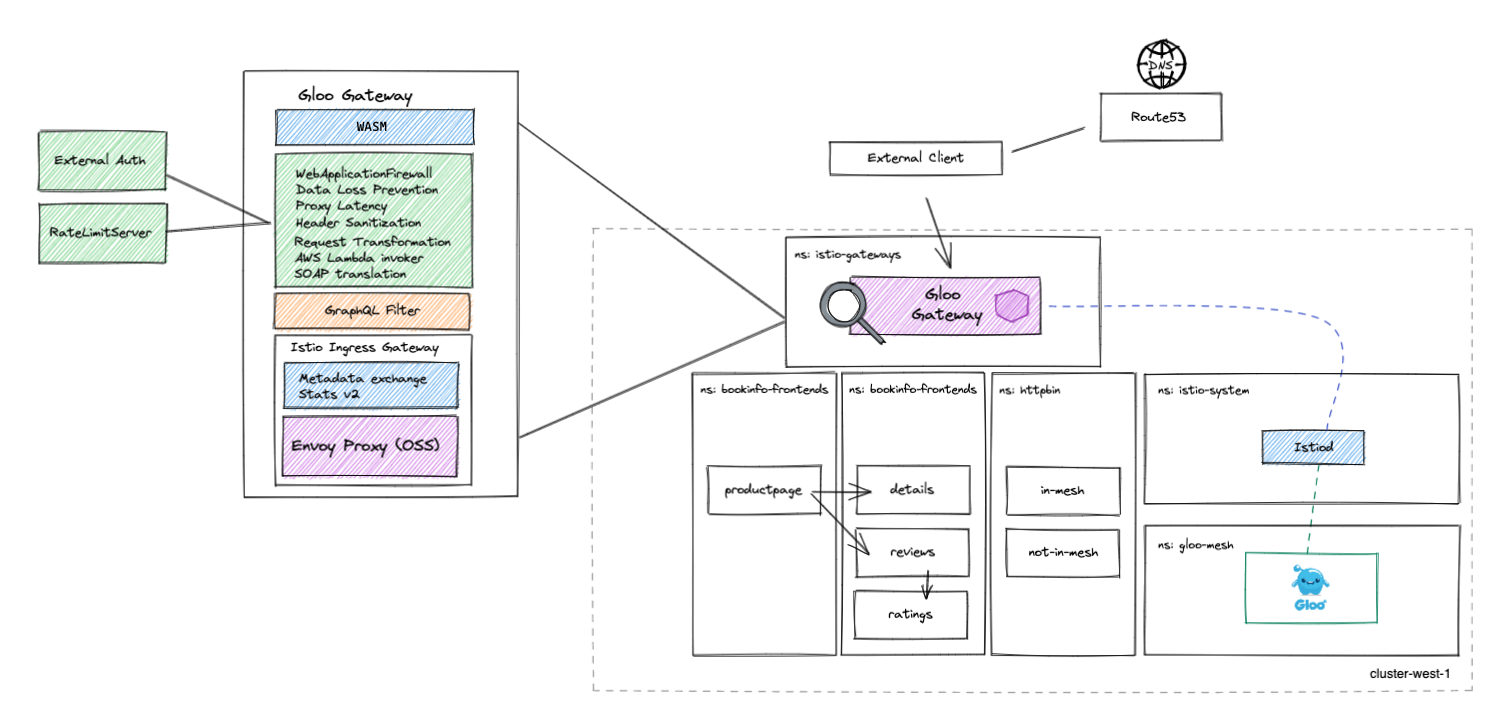 Gloo Gateway
WASM
External Auth
RateLimitServer
WebApplicationFirewall
Data Loss Prevention
Proxy Latency
Header Sanitization
Request Transformation
AWS Lambda invoker
SOAP translation
GraphQL Filter
Istio Ingress Gateway
Metadata exchange
Stats v2
Envoy Proxy (OSS)
DNS
Route53
External Client
ns: istio-gateways
Gloo
Gateway
ns: bookinfo-frontends
productpage
ns: bookinfo-frontends
details
reviews
ratings
ns: httpbin
in-mesh
not-in-mesh
ns: istio-system
Istiod
ns: gloo-mesh
Gloo
cluster-west-1